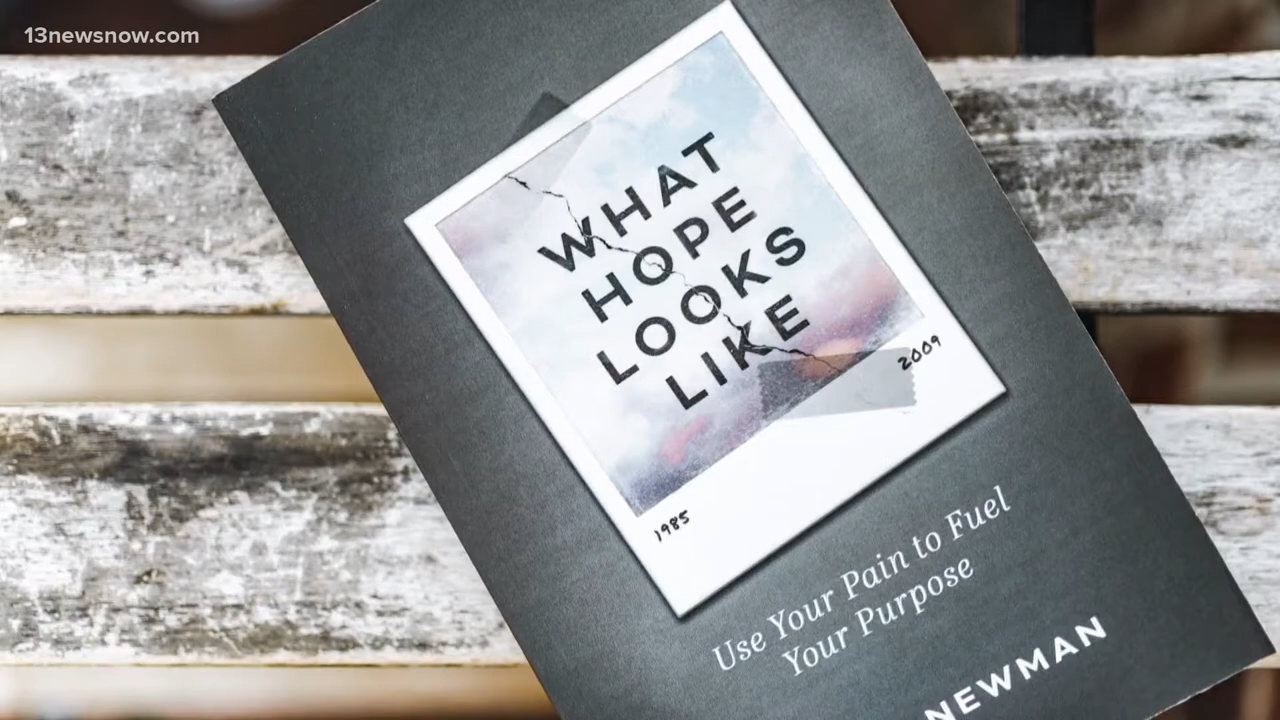 13newsnow.com
WHAT
HOPE
LOOKS
LIKE
1985
2009
Use Your Pain to Fuel
Your Purpose
NEWMAN